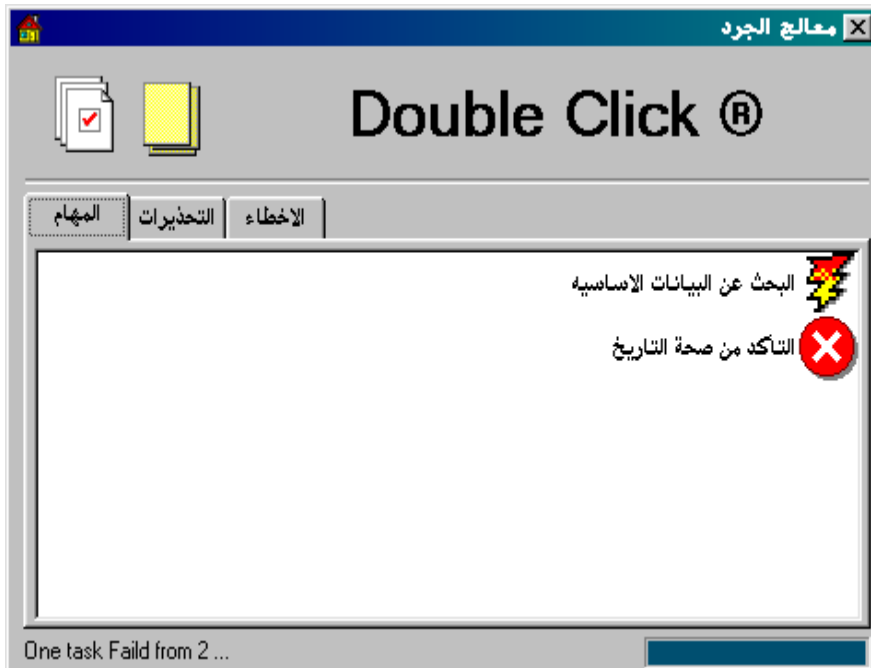 معالج الجرد
Double Click ®
المهام
التحذيرات
الاخطاء
البحث عن البيانات الاساسيه
التأكد من صحة التاريخ
One task Faild from 2 ...